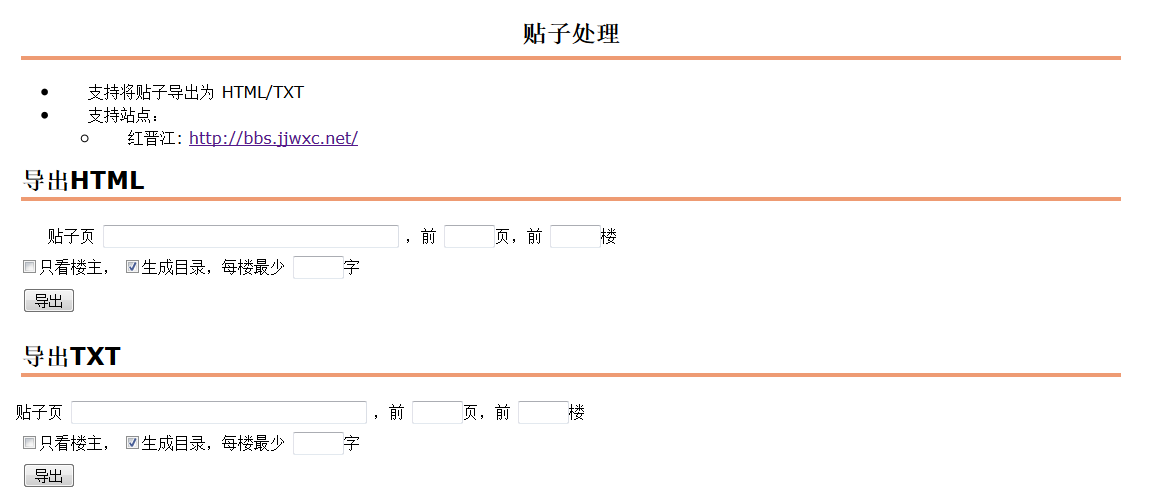 贴子处理
支持将贴子导出为 HTML/TXT
支持站点：
红晋江: http://bbs.jjwxc.net/
导出HTML
贴子页 ，前 页，前 楼
只看楼主， 生成目录，每楼最少 字
导出
导出TXT
贴子页 ，前 页，前 楼
只看楼主， 生成目录，每楼最少 字
导出